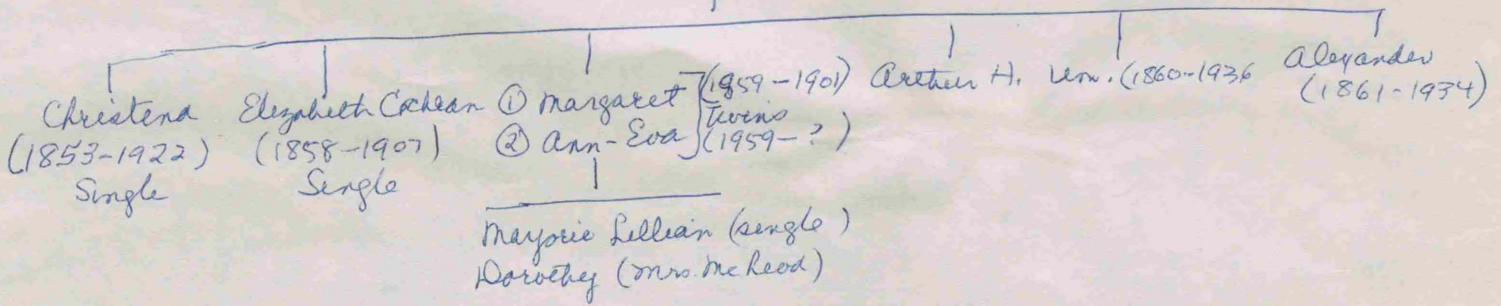 Christena Elizabeth Cochran ① Margaret (1859-1901) Arthur H. Wm. (1860-1936 Alexander
(1853-1922) (1858-1907) ② Ann-Eva Twins (1959-?) (1861-1934)
Single Single
Marjorie Lillian (single)
Dorothy (Mrs. McLeod)